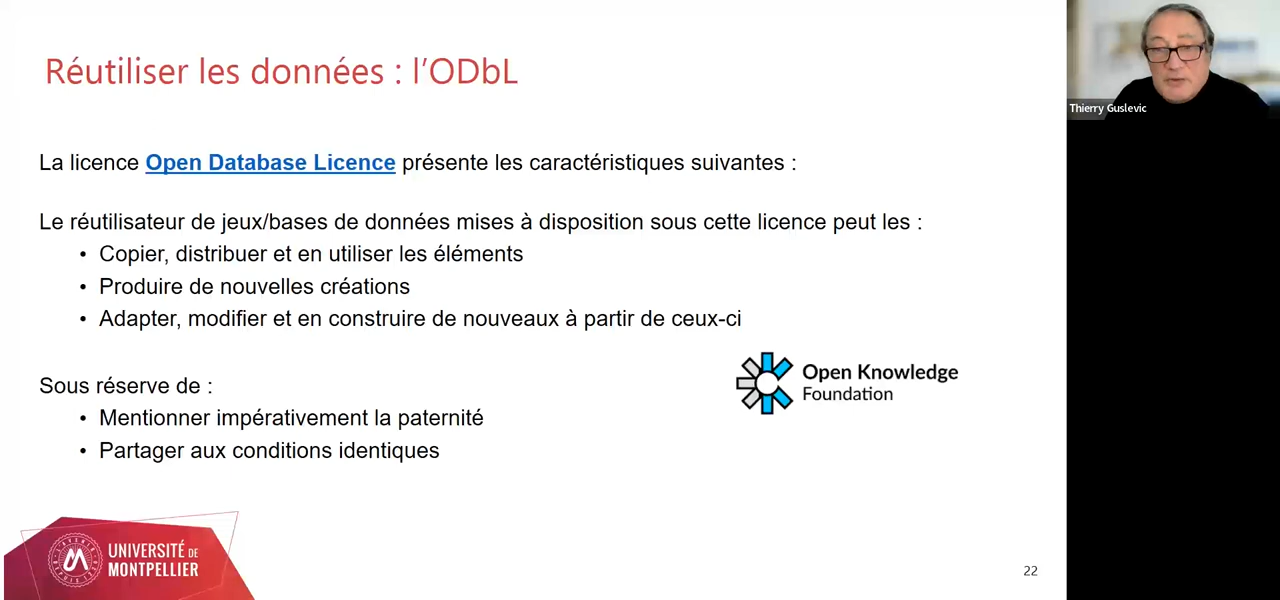 Réutiliser les données : l'ODbL
La licence Open Database Licence présente les caractéristiques suivantes :
Le réutilisateur de jeux/bases de données mises à disposition sous cette licence peut les :
• Copier, distribuer et en utiliser les éléments
• Produire de nouvelles créations
• Adapter, modifier et en construire de nouveaux à partir de ceux-ci
Sous réserve de :
• Mentionner impérativement la paternité
• Partager aux conditions identiques
Open Knowledge
Foundation
UNIVERSITÉ DE
MONTPELLIER
22
Thierry Guslevic